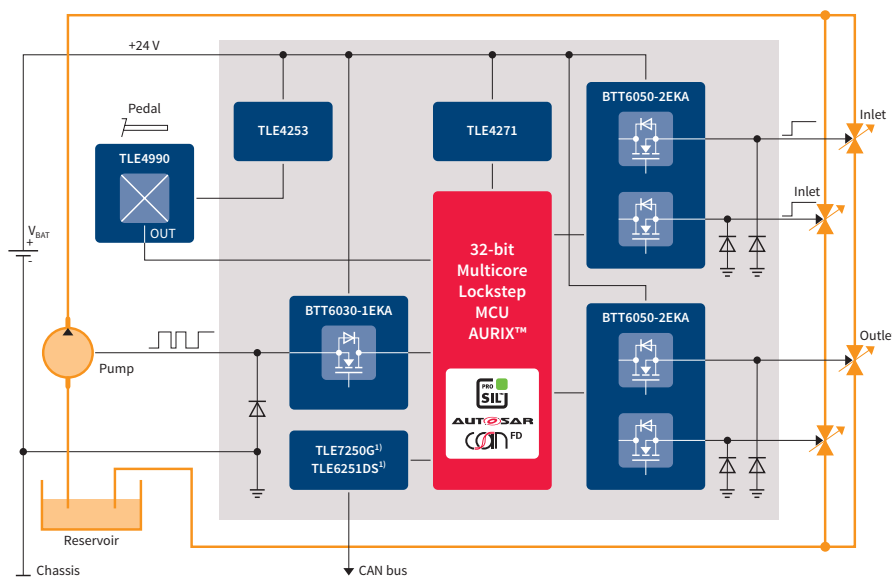 +24 V
Pedal
TLE4990
OUT
V_BAT
+
-
TLE4253
TLE4271
BTT6050-2EKA
Inlet
Inlet
32-bit
Multicore
Lockstep
MCU
AURIX™
PRO
SIL
AUTOSAR
CAN FD
BTT6030-1EKA
BTT6050-2EKA
Outle
Pump
TLE7250G¹⁾
TLE6251DS¹⁾
Reservoir
Chassis
CAN bus